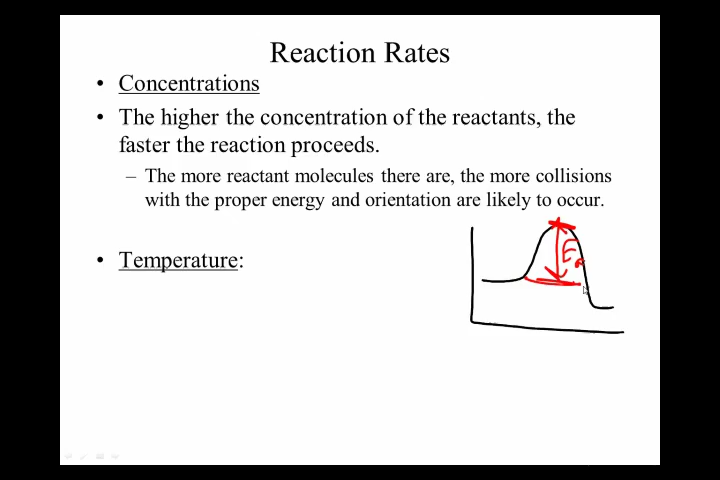 Reaction Rates
• Concentrations
• The higher the concentration of the reactants, the
faster the reaction proceeds.
– The more reactant molecules there are, the more collisions
with the proper energy and orientation are likely to occur.
• Temperature:
Ea